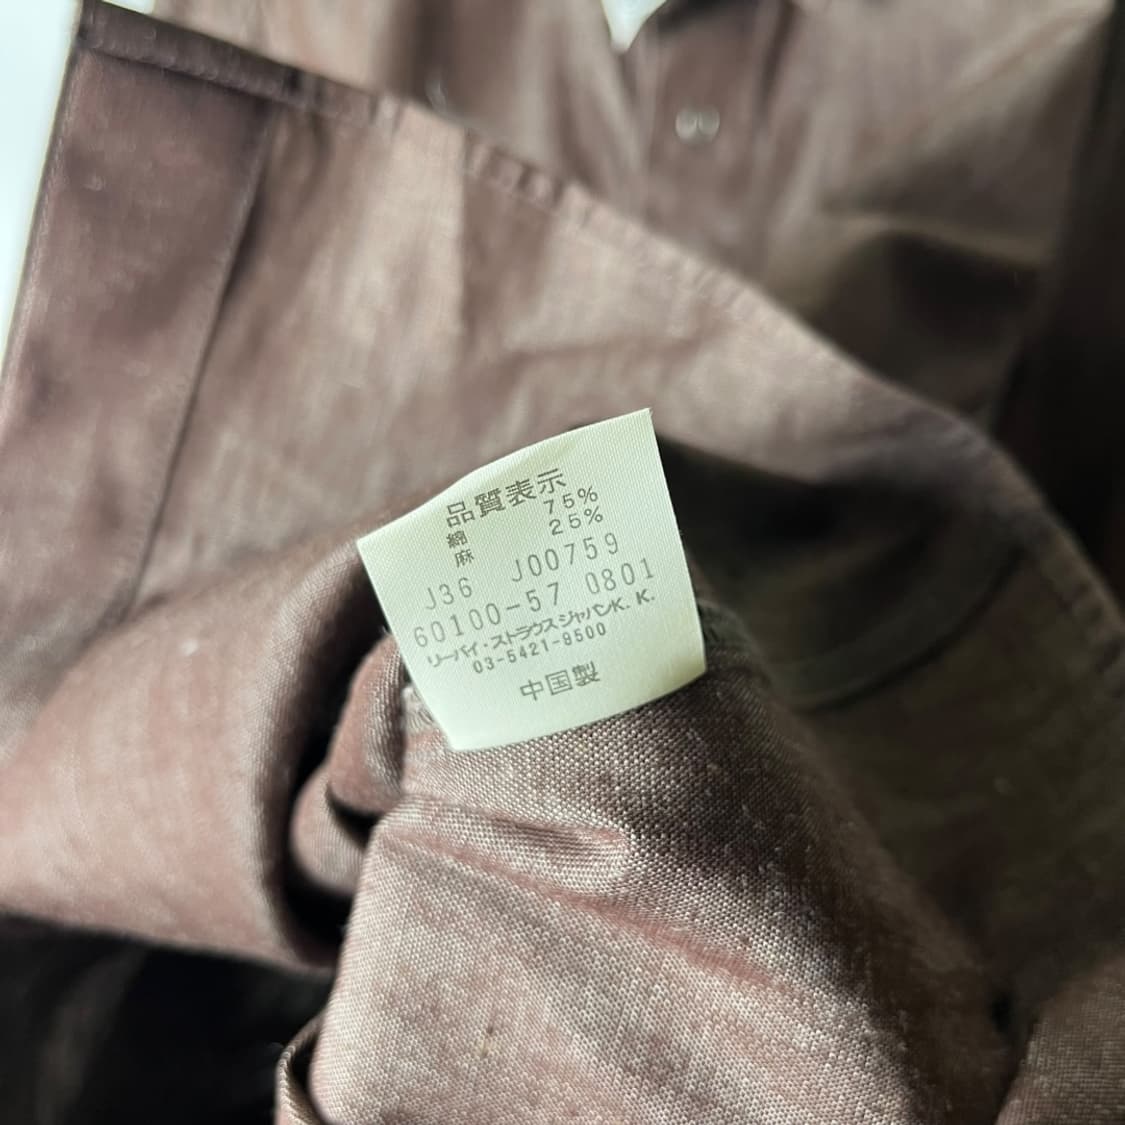 品質表示
綿 75%
麻 25%
J36 J00759
60100-57 0801
リーバイ・ストラウスジャパンK.K.
03-5421-9500
中国製